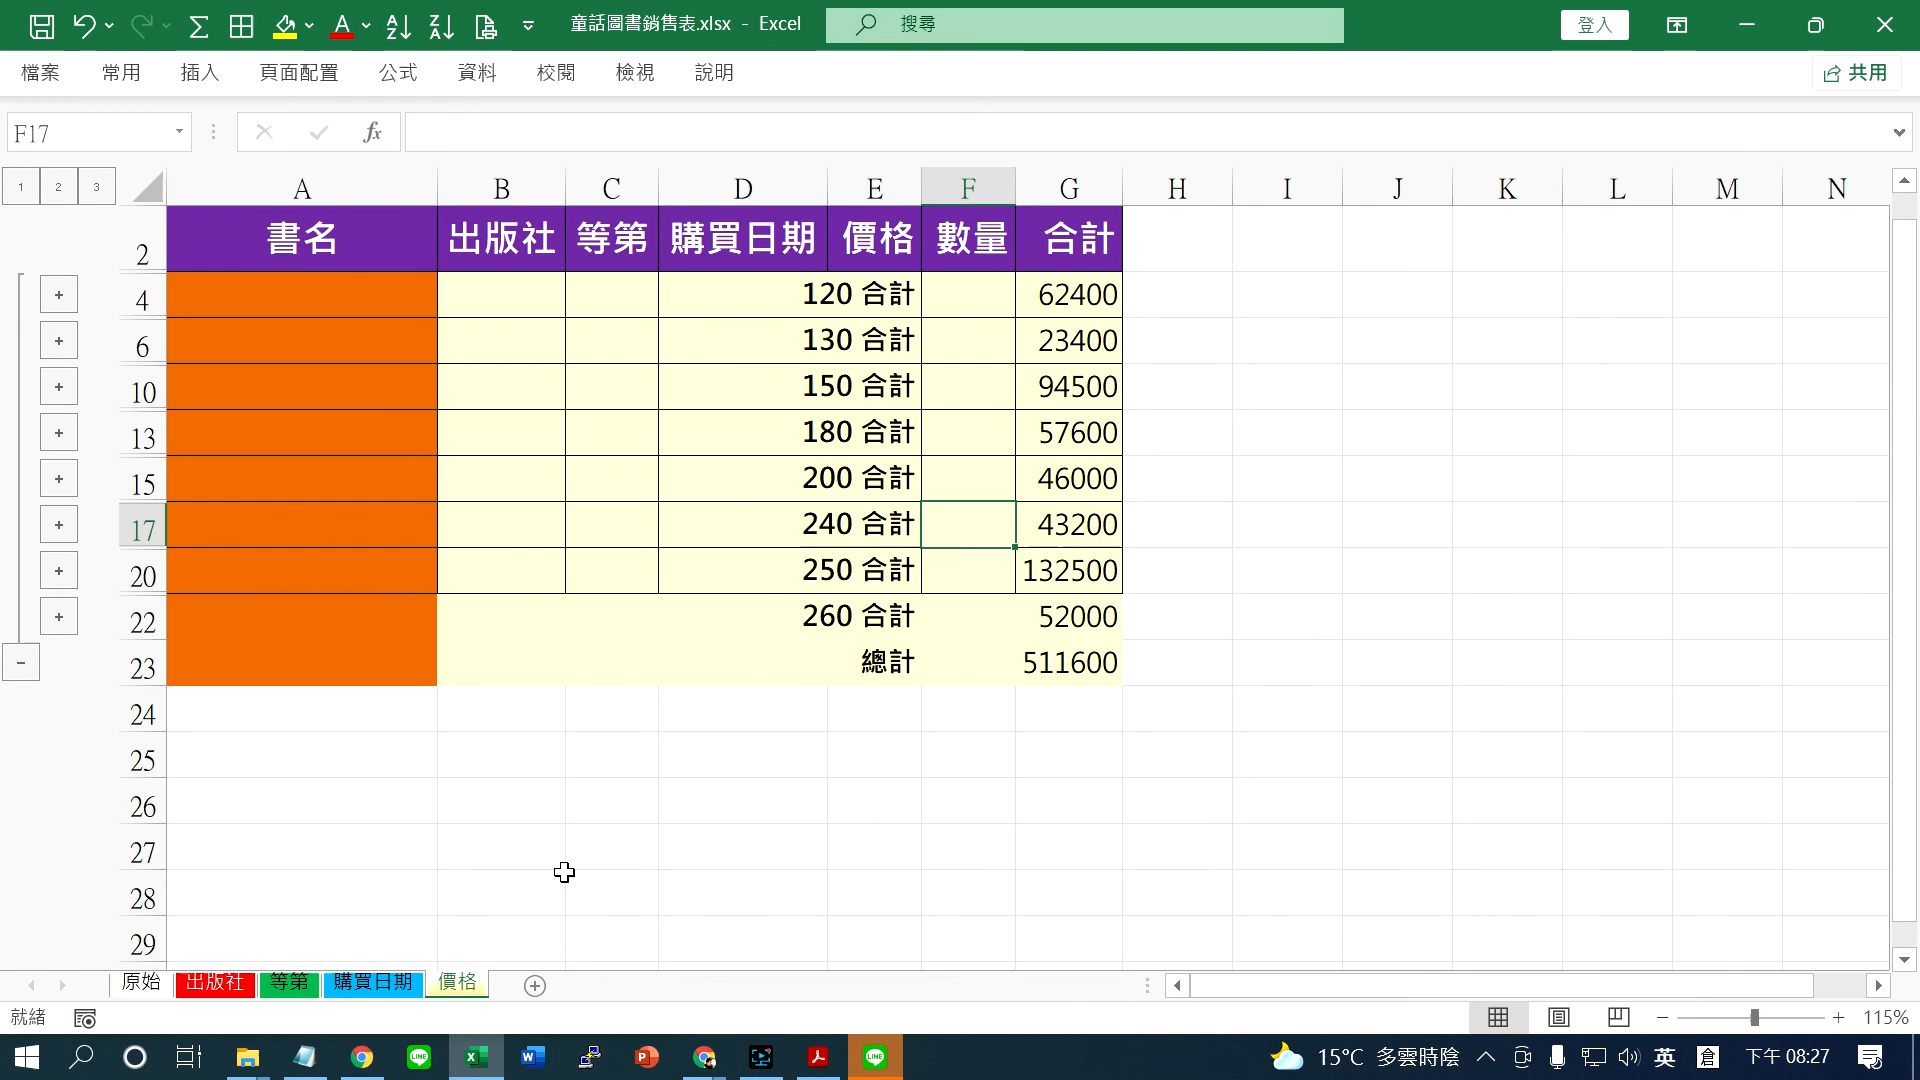 童話圖書銷售表.xlsx - Excel
搜尋
登入
檔案 常用 插入 頁面配置 公式 資料 校閱 檢視 說明 共用
F17 fx
1 2 3 A B C D E F G H I J K L M N
2 書名 出版社 等第 購買日期 價格 數量 合計
4 120 合計 62400
6 130 合計 23400
10 150 合計 94500
13 180 合計 57600
15 200 合計 46000
17 240 合計 43200
20 250 合計 132500
22 260 合計 52000
23 總計 511600
24
25
26
27
28
29
原始 出版社 等第 購買日期 價格
就緒 115%
15°C 多雲時陰 英 倉 下午 08:27